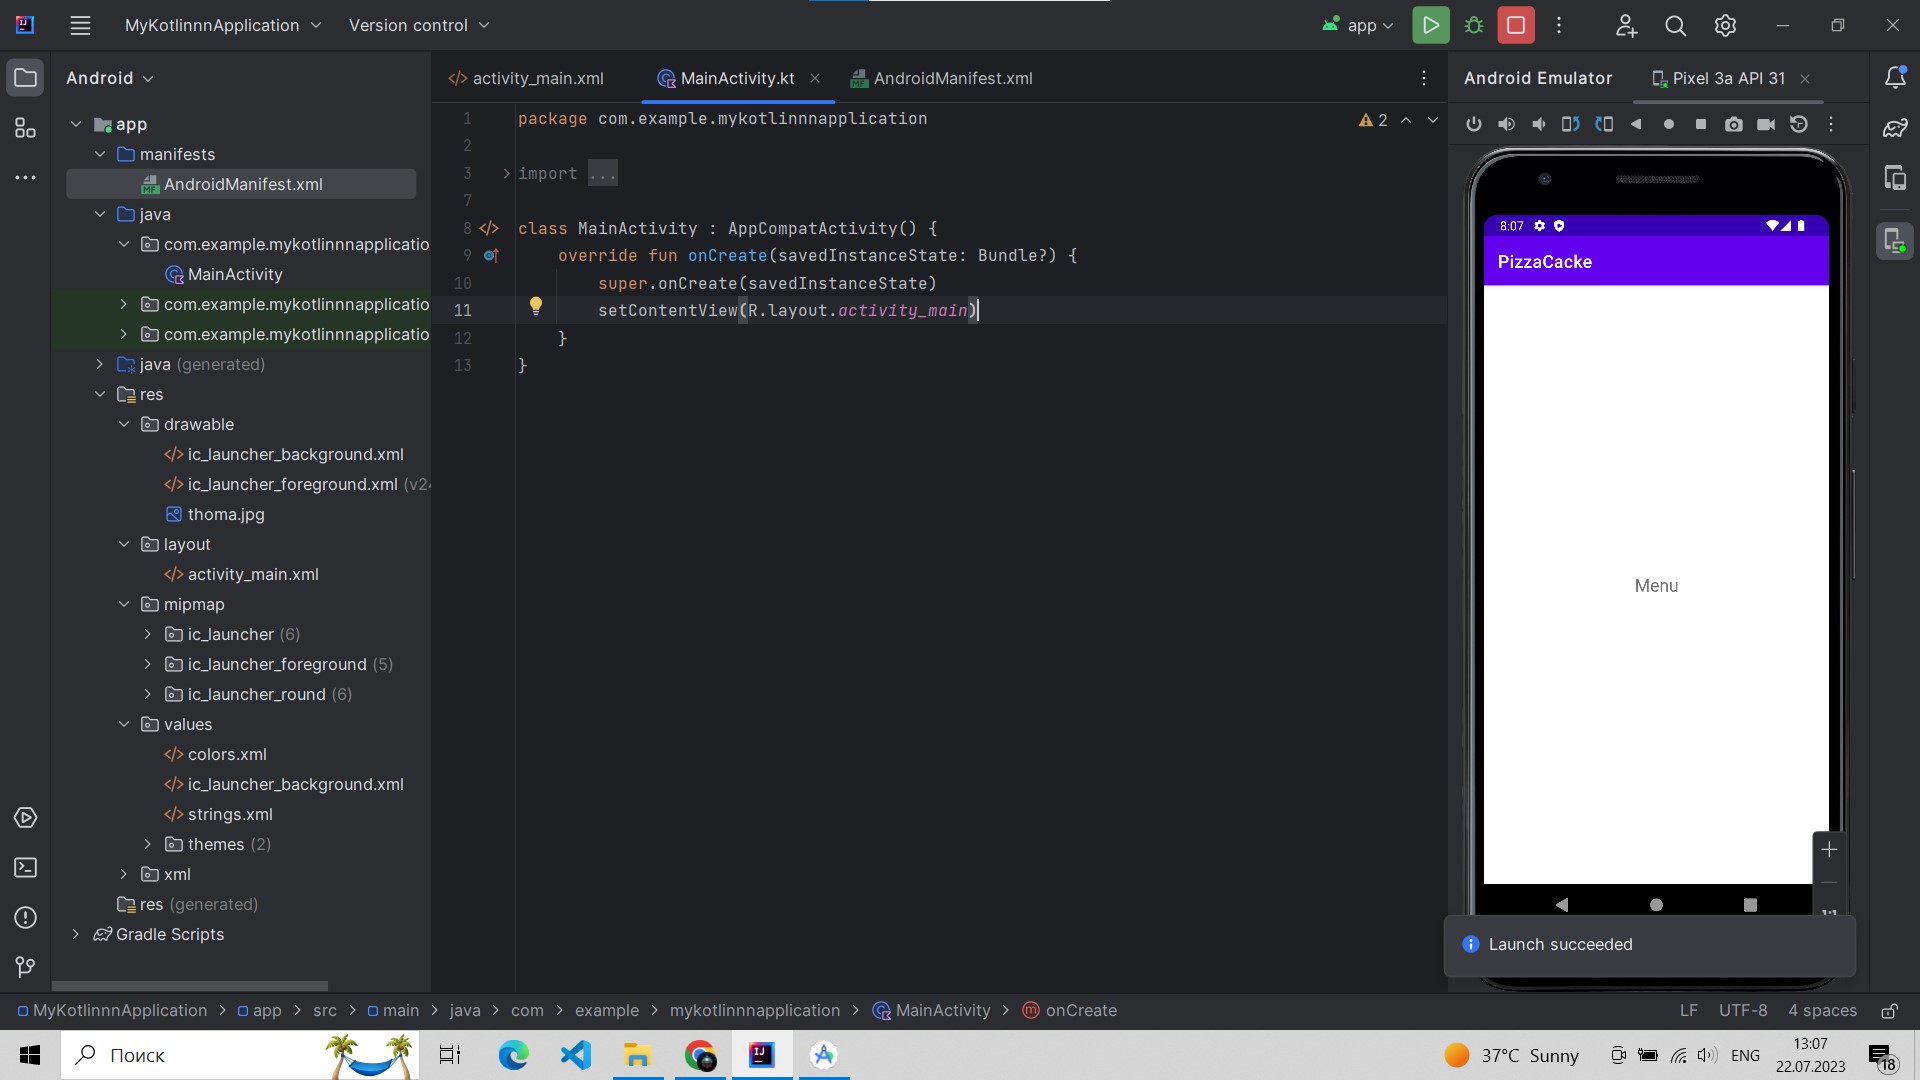 MyKotlinnnApplication
Version control
app
Android
activity_main.xml
MainActivity.kt
AndroidManifest.xml
Android Emulator
Pixel 3a API 31
app
manifests
AndroidManifest.xml
java
com.example.mykotlinnnapplicatio
MainActivity
com.example.mykotlinnnapplicatio
com.example.mykotlinnnapplicatio
java (generated)
res
drawable
ic_launcher_background.xml
ic_launcher_foreground.xml (v24
thoma.jpg
layout
activity_main.xml
mipmap
ic_launcher (6)
ic_launcher_foreground (5)
ic_launcher_round (6)
values
colors.xml
ic_launcher_background.xml
strings.xml
themes (2)
xml
res (generated)
Gradle Scripts
1 package com.example.mykotlinnnapplication
2
3 import ...
7
8 class MainActivity : AppCompatActivity() {
9 override fun onCreate(savedInstanceState: Bundle?) {
10 super.onCreate(savedInstanceState)
11 setContentView(R.layout.activity_main)
12 }
13 }
2
8:07
PizzaCacke
Menu
1:1
Launch succeeded
MyKotlinnnApplication > app > src > main > java > com > example > mykotlinnnapplication > MainActivity > onCreate
LF UTF-8 4 spaces
Поиск
37°C Sunny
ENG
13:07
22.07.2023
18